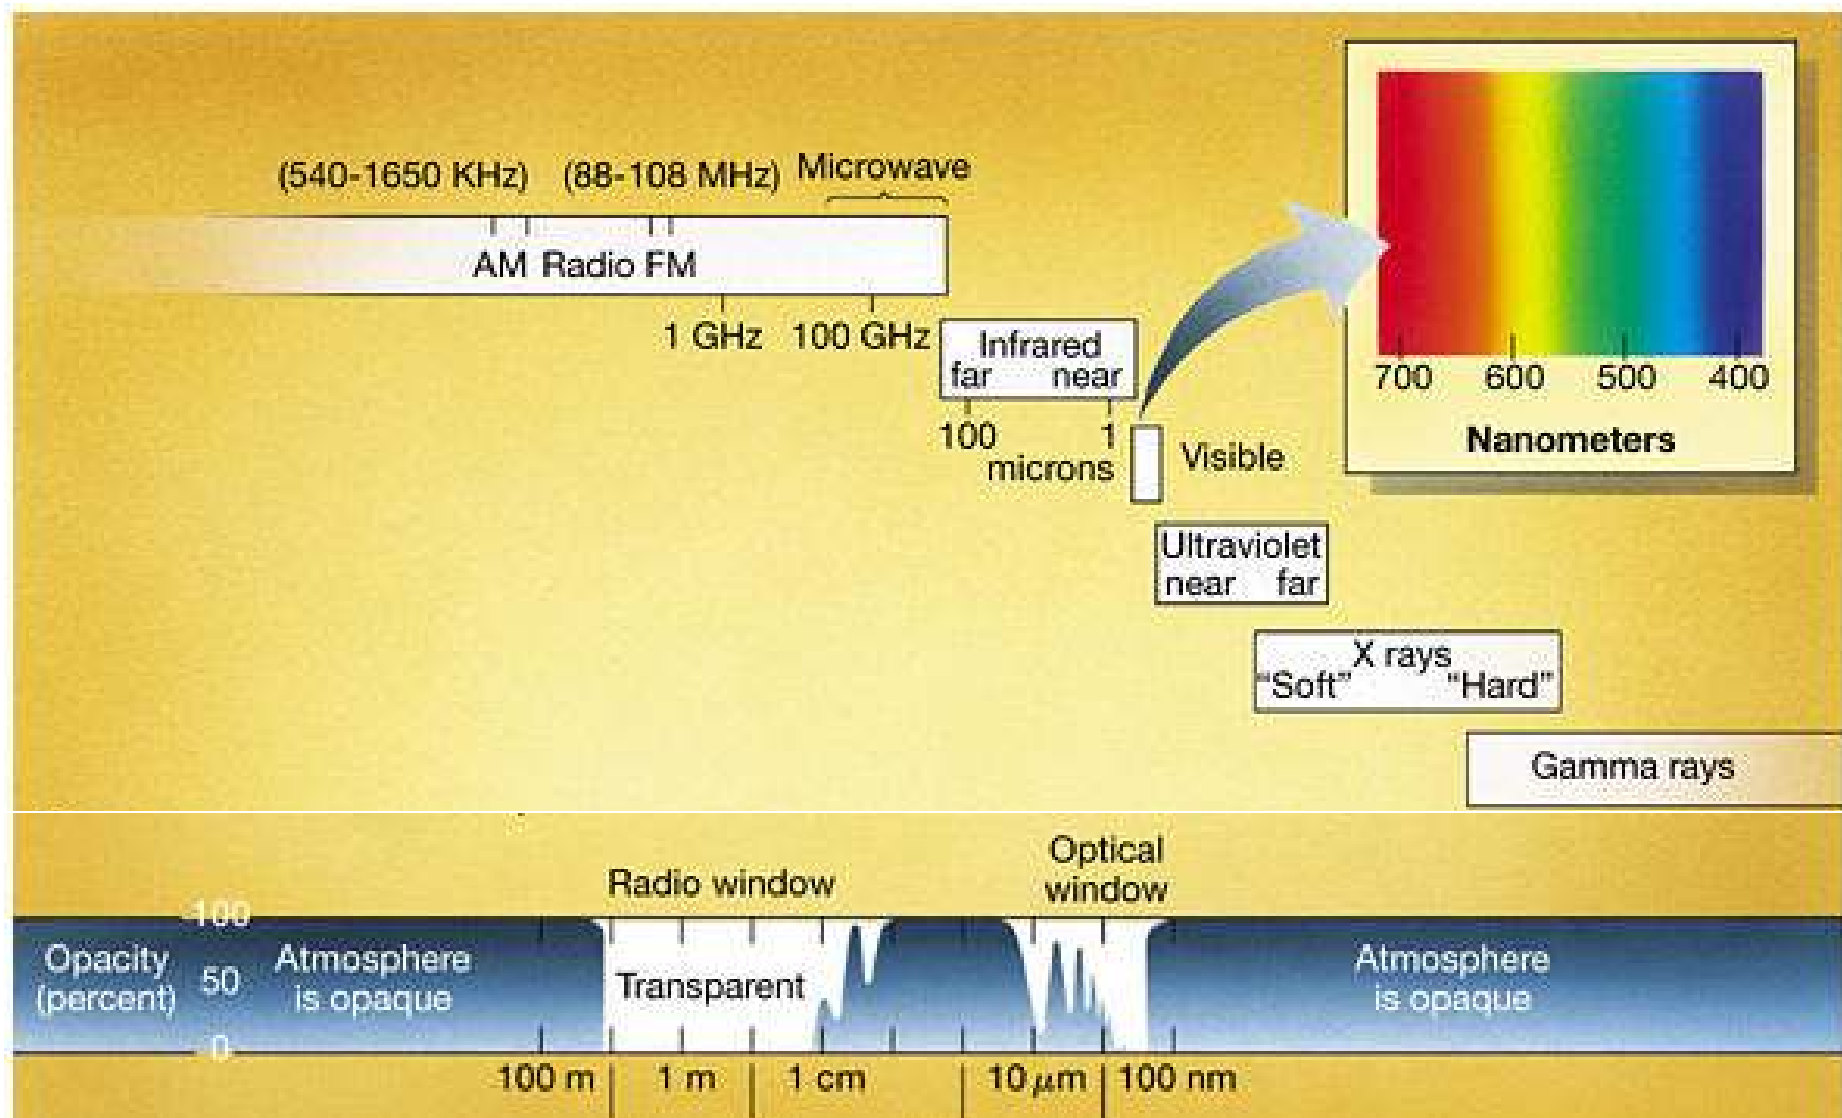 (540-1650 KHz) (88-108 MHz) Microwave
AM Radio FM
1 GHz 100 GHz
Infrared
far near
100 1
microns
Visible
700 600 500 400
Nanometers
Ultraviolet
near far
X rays
“Soft” “Hard”
Gamma rays
Radio window
Optical
window
100
50
0
Opacity
(percent)
Atmosphere
is opaque
Transparent
Atmosphere
is opaque
100 m 1 m 1 cm 10 μm 100 nm